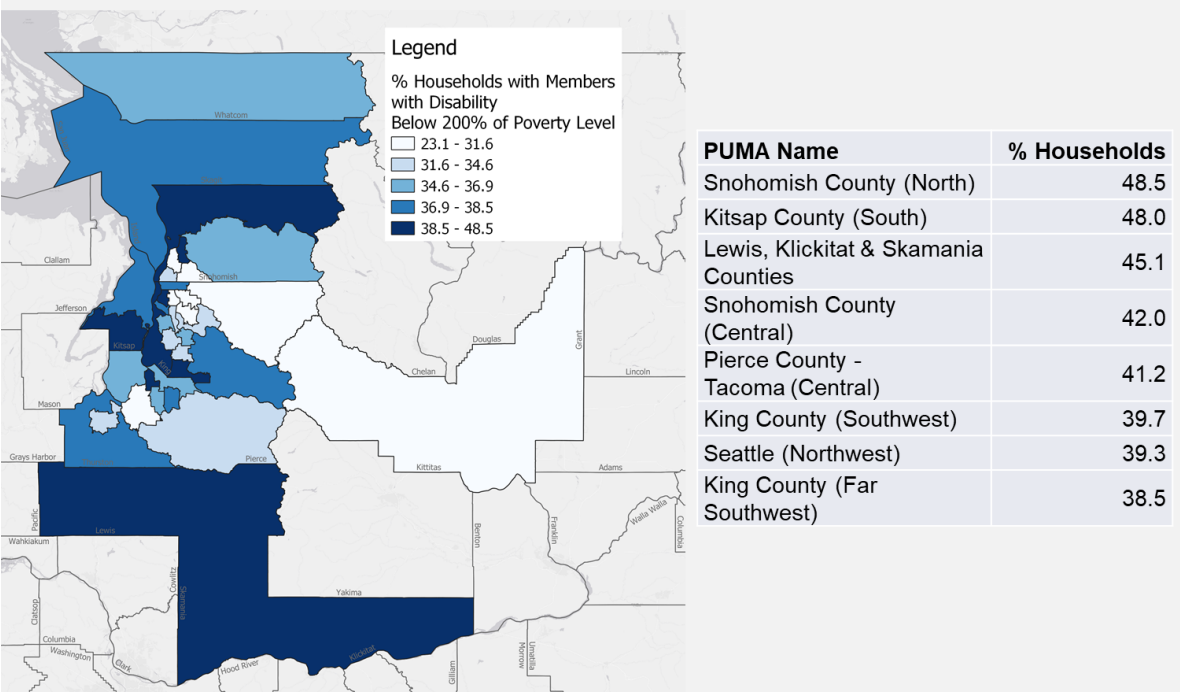 Legend
% Households with Members
with Disability
Below 200% of Poverty Level
23.1 - 31.6
31.6 - 34.6
34.6 - 36.9
36.9 - 38.5
38.5 - 48.5
Whatcom
Clallam
Snohomish
Jefferson
Kitsap
King
Douglas
Grant
Chelan
Lincoln
Mason
Grays Harbor
Pierce
Kittitas
Adams
Pacific
Lewis
Wahkiakum
Benton
Franklin
Walla Walla
Columbia
Cowlitz
Skamania
Yakima
Clatsop
Columbia
Washington
Clark
Hood River
Klickitat
Gilliam
Morrow
Umatilla
PUMA Name % Households
Snohomish County (North) 48.5
Kitsap County (South) 48.0
Lewis, Klickitat & Skamania
Counties 45.1
Snohomish County
(Central) 42.0
Pierce County -
Tacoma (Central) 41.2
King County (Southwest) 39.7
Seattle (Northwest) 39.3
King County (Far
Southwest) 38.5